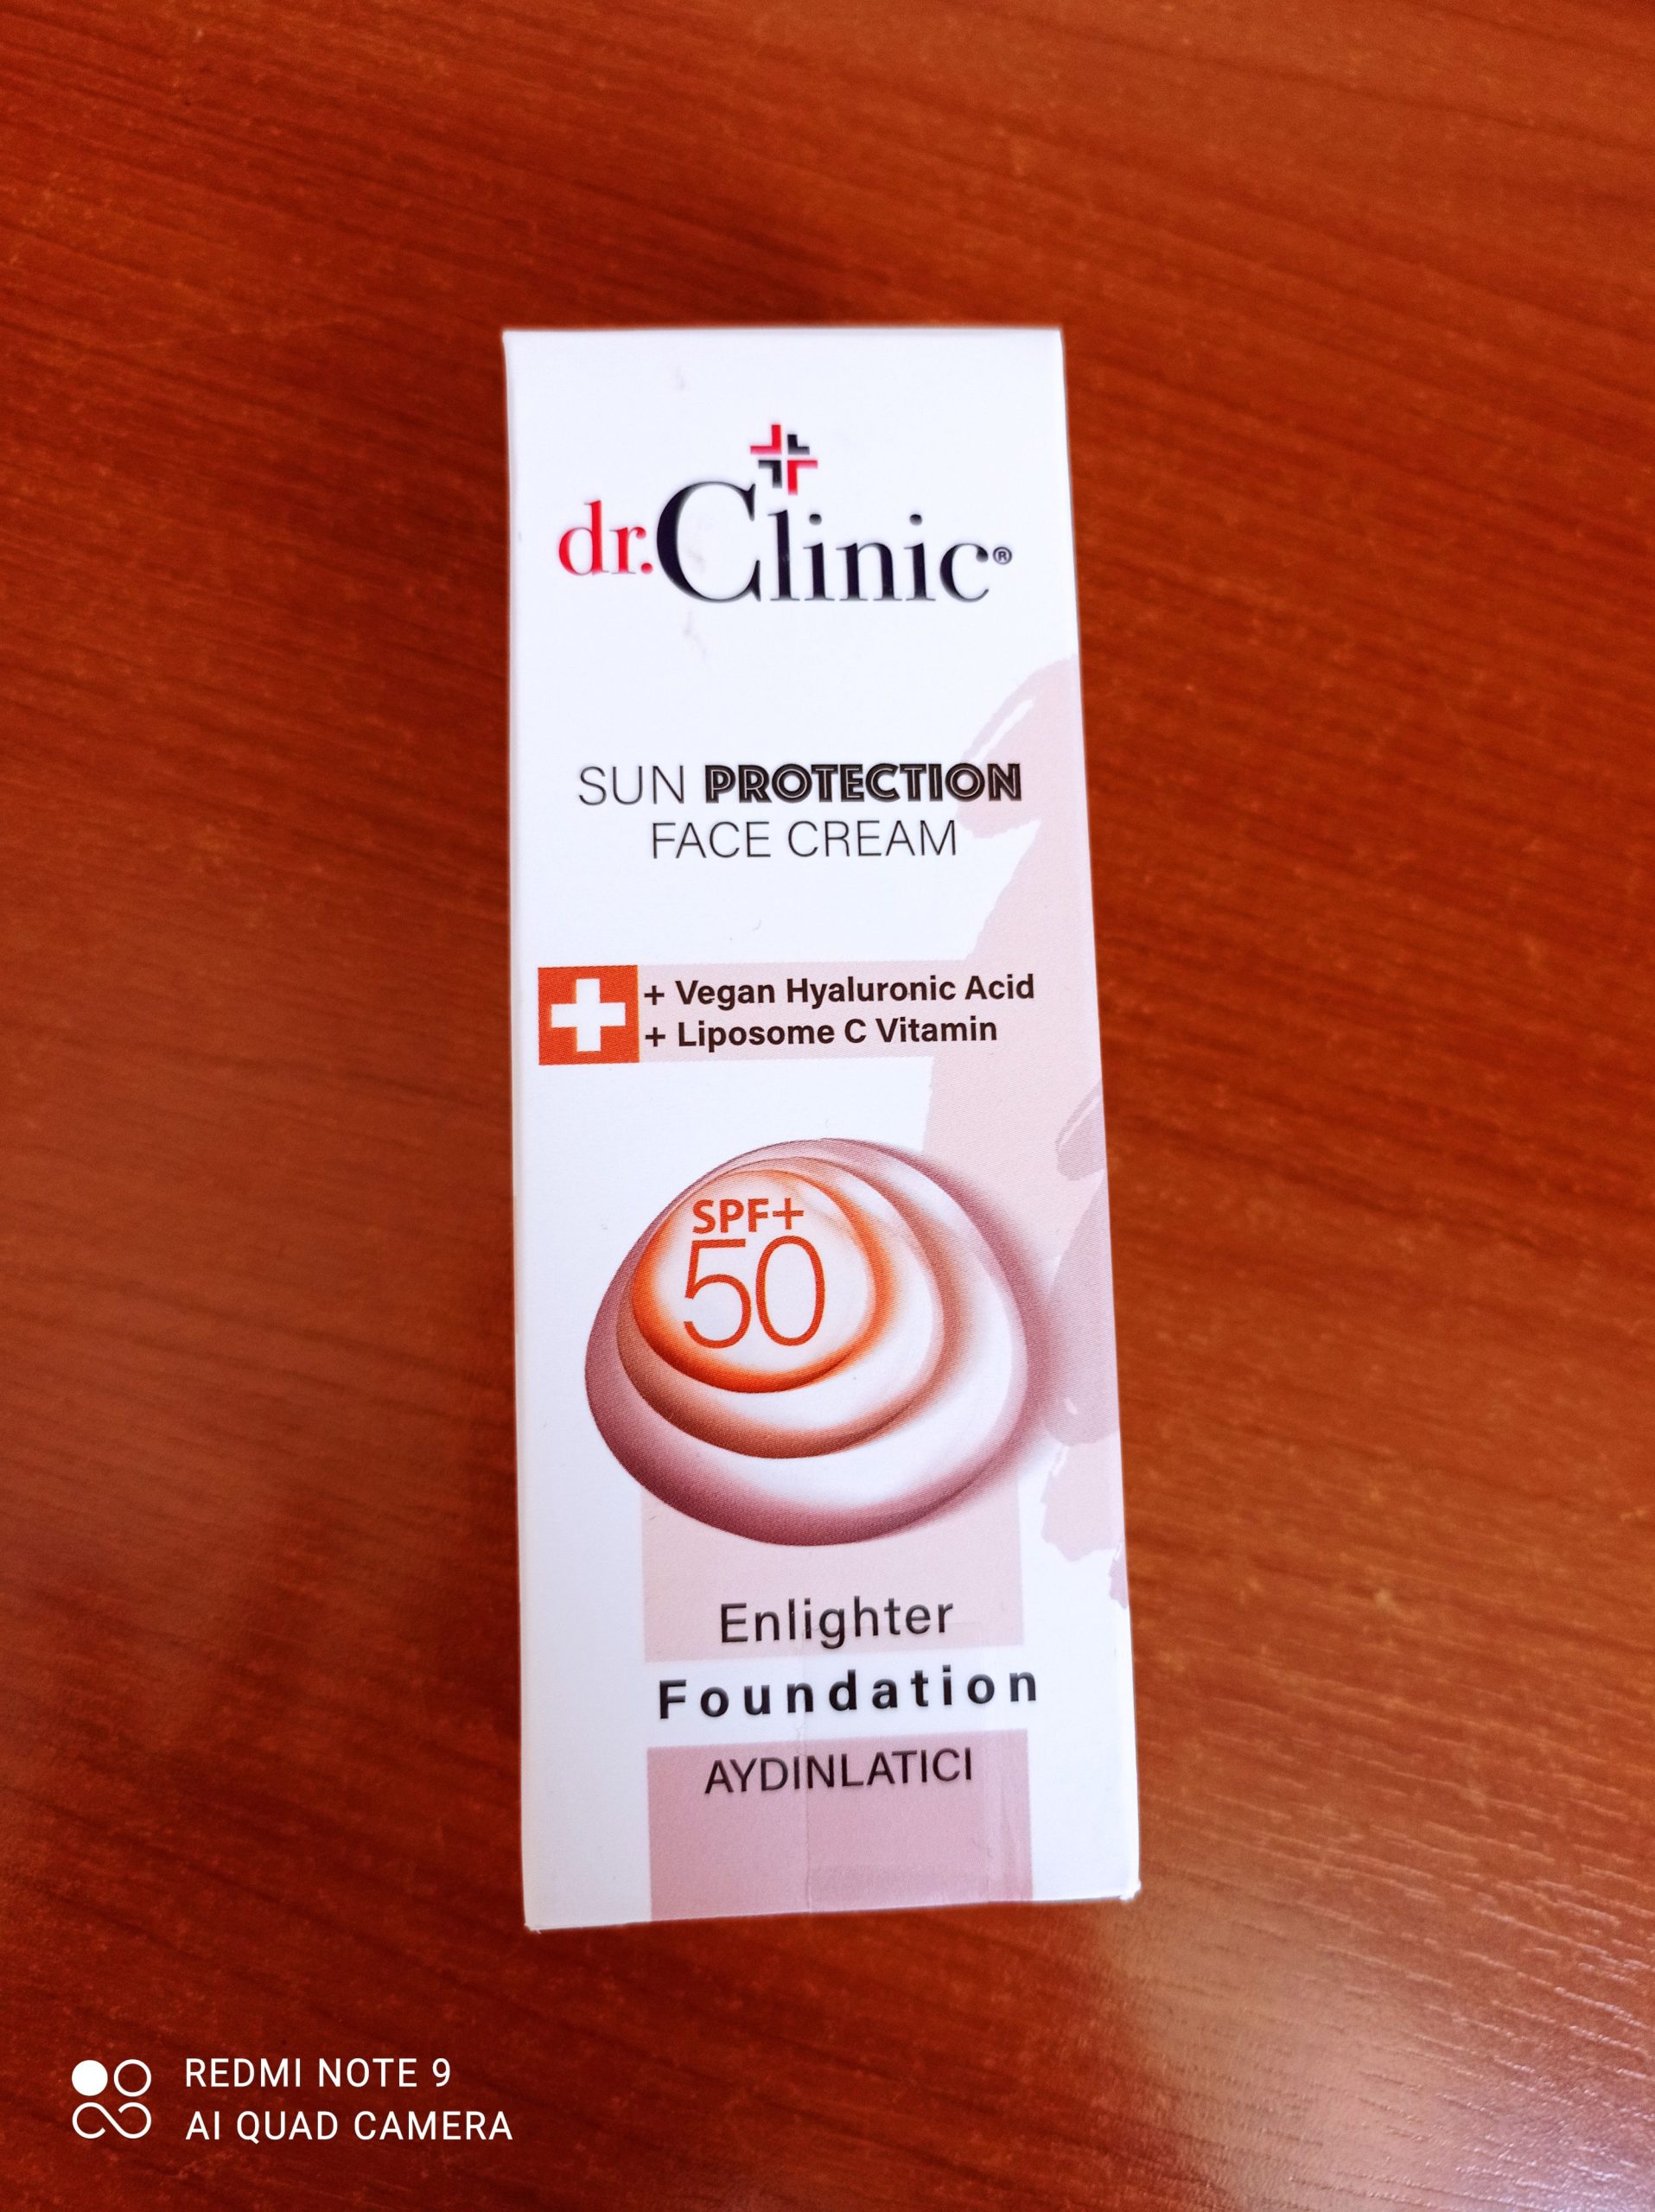 dr.Clinic®
SUN PROTECTION
FACE CREAM
+ Vegan Hyaluronic Acid
+ Liposome C Vitamin
SPF+
50
Enlighter
Foundation
AYDINLATICI
REDMI NOTE 9
AI QUAD CAMERA